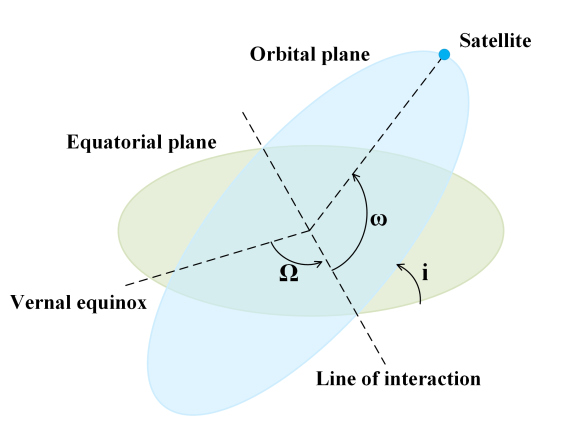 Satellite
Orbital plane
Equatorial plane
ω
Ω
i
Vernal equinox
Line of interaction